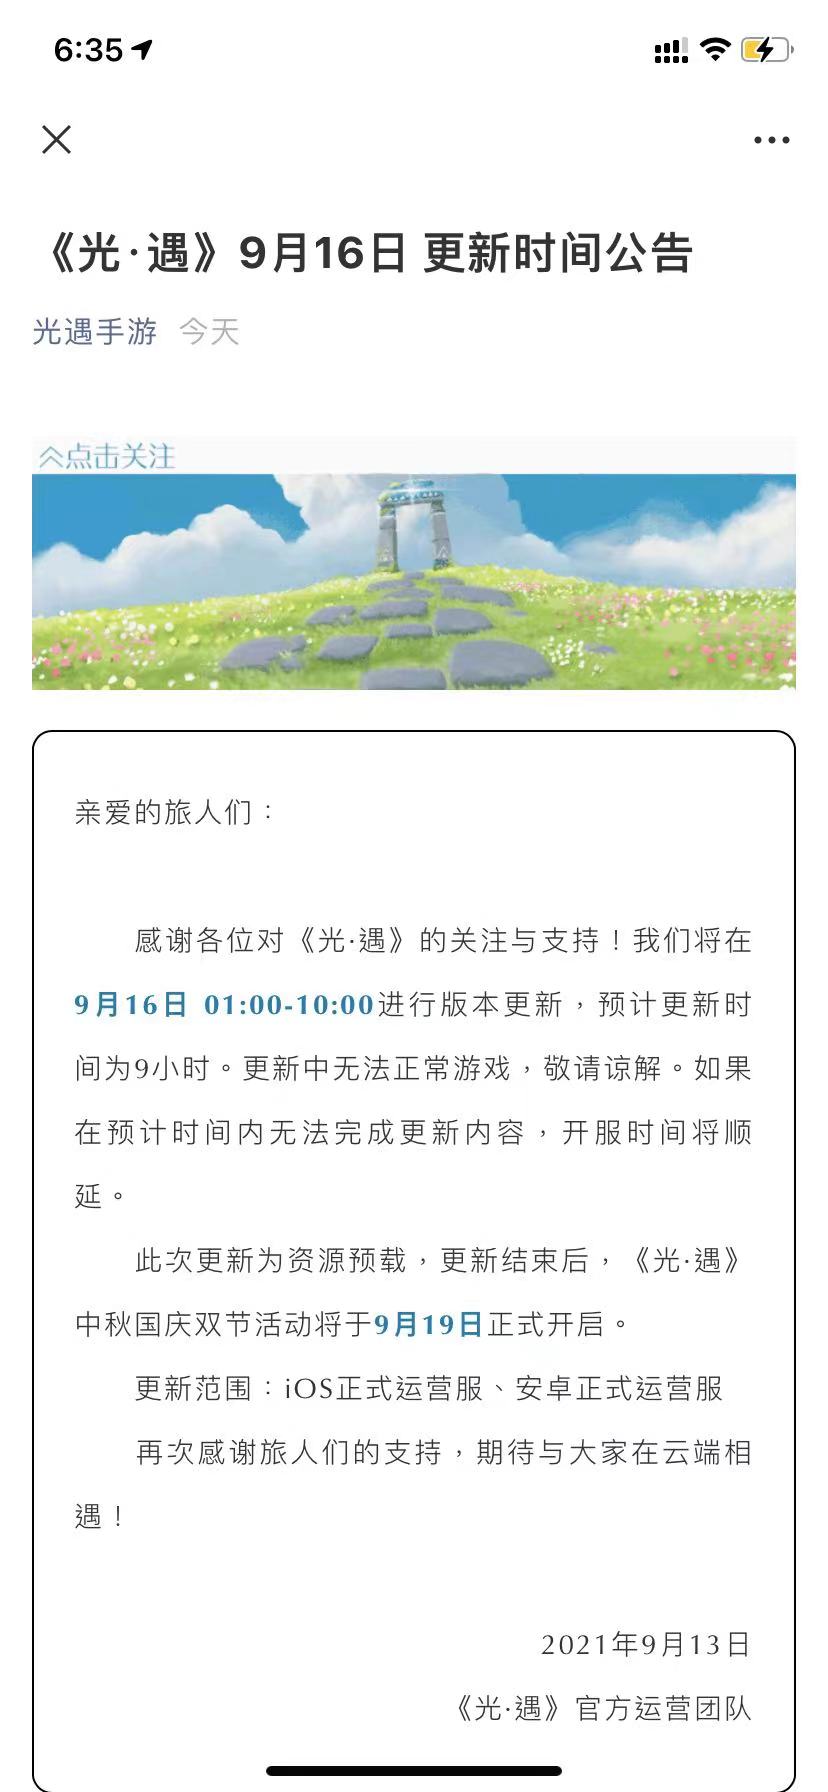 6:35
《光·遇》9月16日 更新时间公告
光遇手游 今天
点击关注
亲爱的旅人们：
感谢各位对《光·遇》的关注与支持！我们将在
9月16日 01:00-10:00进行版本更新，预计更新时
间为9小时。更新中无法正常游戏，敬请谅解。如果
在预计时间内无法完成更新内容，开服时间将顺
延。
此次更新为资源预载，更新结束后，《光·遇》
中秋国庆双节活动将于9月19日正式开启。
更新范围：iOS正式运营服、安卓正式运营服
再次感谢旅人们的支持，期待与大家在云端相
遇！
2021年9月13日
《光·遇》官方运营团队